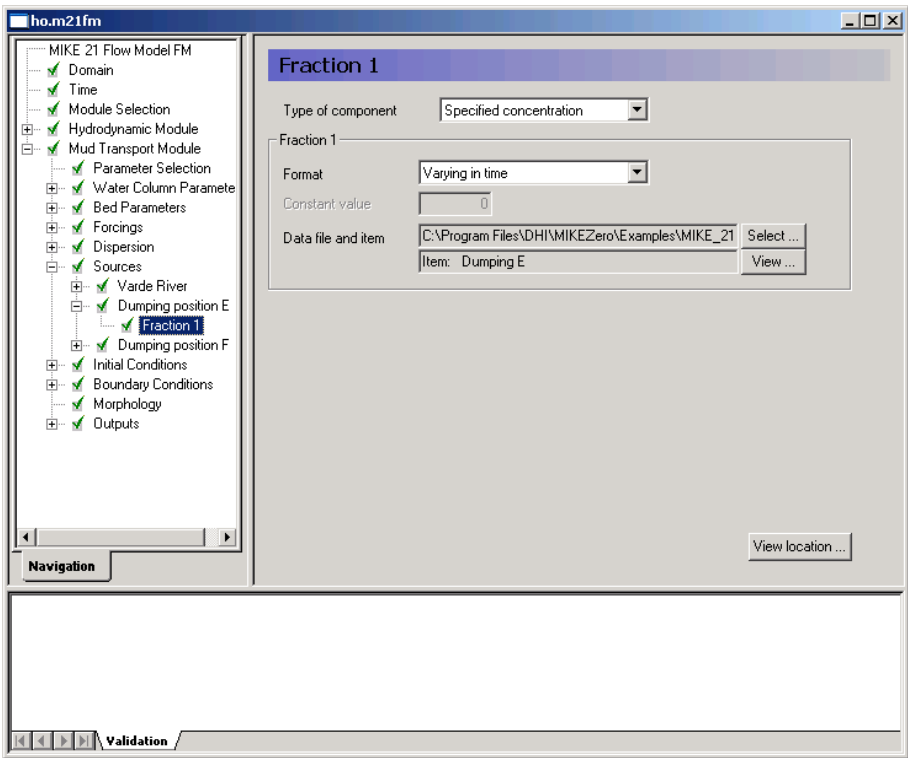 ho.m21fm
MIKE 21 Flow Model FM
Domain
Time
Module Selection
Hydrodynamic Module
Mud Transport Module
Parameter Selection
Water Column Paramete
Bed Parameters
Forcings
Dispersion
Sources
Varde River
Dumping position E
Fraction 1
Dumping position F
Initial Conditions
Boundary Conditions
Morphology
Outputs
Navigation
Fraction 1
Type of component Specified concentration
Fraction 1
Format Varying in time
Constant value 0
Data file and item C:\Program Files\DHI\MIKEZero\Examples\MIKE_21 Select ...
Item: Dumping E View ...
View location ...
Validation